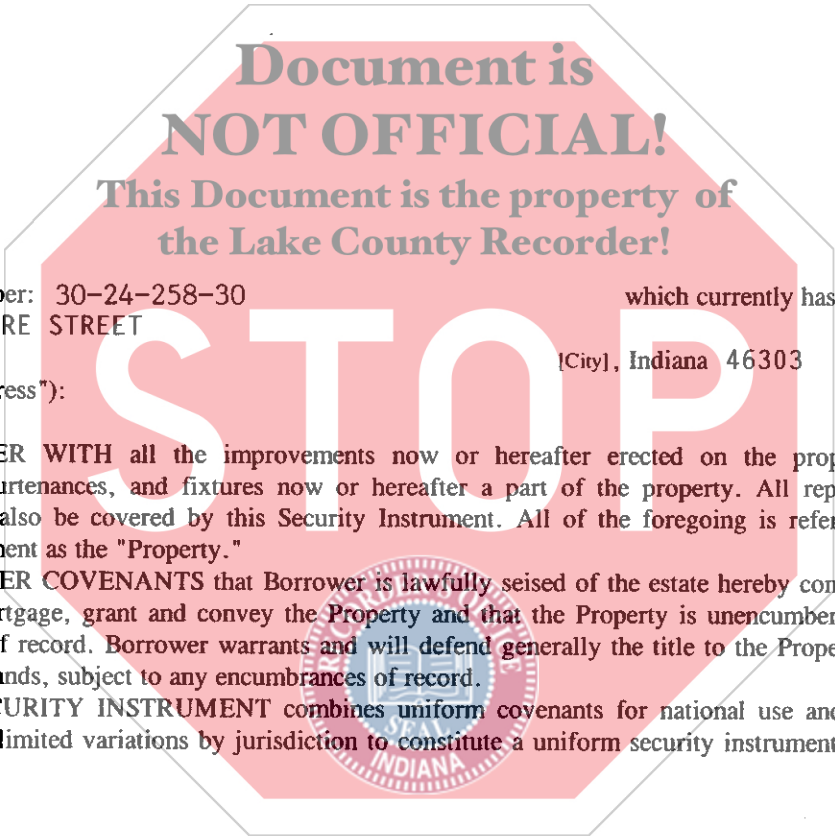 Document is
NOT OFFICIAL!
This Document is the property of
the Lake County Recorder!
ber: 30-24-258-30 which currently has
RE STREET
[City], Indiana 46303
ress"):
STOP
ER WITH all the improvements now or hereafter erected on the prop
urtenances, and fixtures now or hereafter a part of the property. All rep
also be covered by this Security Instrument. All of the foregoing is refer
ent as the "Property."
ER COVENANTS that Borrower is lawfully seised of the estate hereby con
rtgage, grant and convey the Property and that the Property is unencumber
f record. Borrower warrants and will defend generally the title to the Prope
nds, subject to any encumbrances of record.
CURITY INSTRUMENT combines uniform covenants for national use and
limited variations by jurisdiction to constitute a uniform security instrument
RECORDER'S OFFICE
SEAL
INDIANA